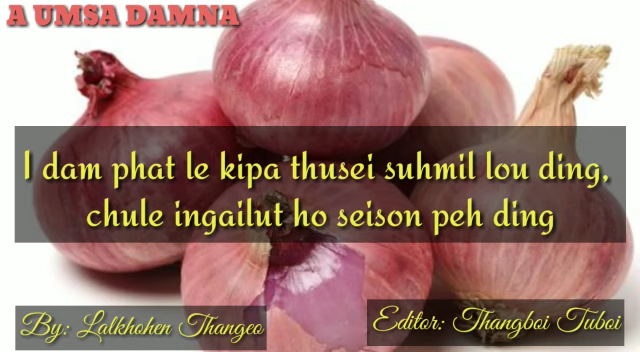 A UMSA DAMNA
I dam phat le kipa thusei suhmil lou ding,
chule ingailut ho seison peh ding
By: Lalkhohen Thangeo
Editor: Thangboi Tuboi